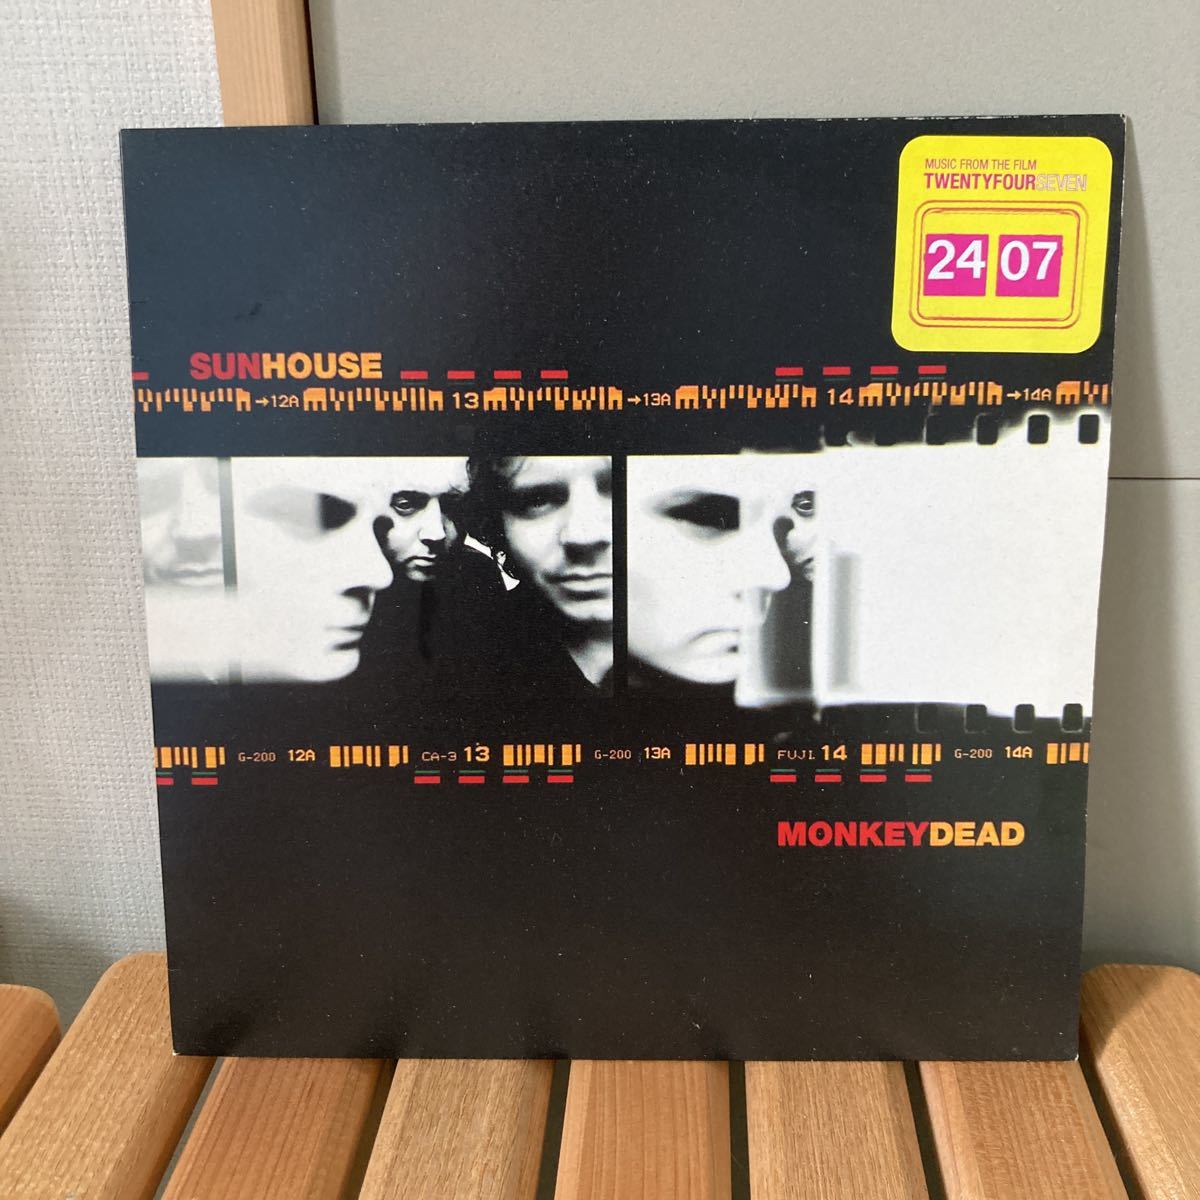 MUSIC FROM THE FILM
TWENTYFOURSEVEN
24 07
SUNHOUSE
→12A 13 →13A 14 →14A
G-200 12A CA-3 13 G-200 13A FUJI 14 G-200 14A
MONKEYDEAD